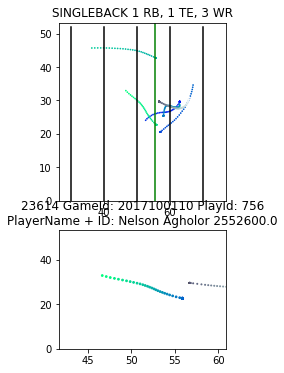 SINGLEBACK 1 RB, 1 TE, 3 WR
50
40
30
20
10
0
40 60
23614 GameId: 2017100110 PlayId: 756
PlayerName + ID: Nelson Agholor 2552600.0
40
20
0
45 50 55 60